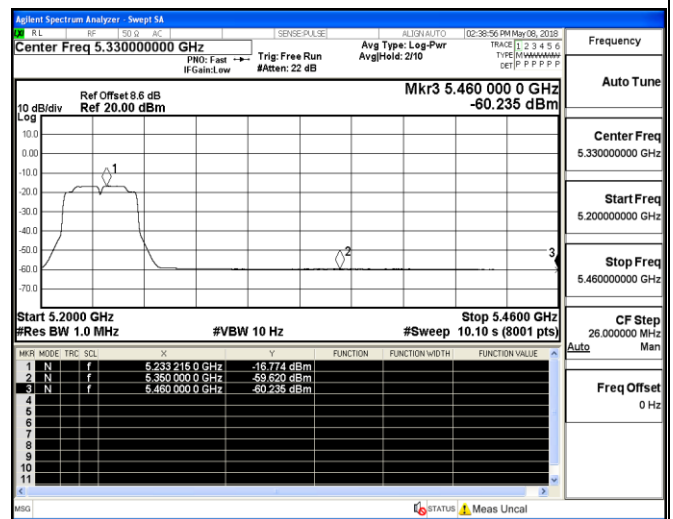 Agilent Spectrum Analyzer - Swept SA
RL RF 50 Ω AC SENSE:PULSE ALIGN AUTO 02:38:56 PM May 08, 2018
Center Freq 5.330000000 GHz
PNO: Fast
IFGain:Low
Trig: Free Run
#Atten: 22 dB
Avg Type: Log-Pwr
Avg|Hold: 2/10
TRACE 1 2 3 4 5 6
TYPE MWWWWW
DET P P P P P P
Ref Offset 8.6 dB
10 dB/div Ref 20.00 dBm
Mkr3 5.460 000 0 GHz
-60.235 dBm
Log
10.0
0.00
-10.0
-20.0
-30.0
-40.0
-50.0
-60.0
-70.0
1
2
3
Start 5.2000 GHz Stop 5.4600 GHz
#Res BW 1.0 MHz #VBW 10 Hz #Sweep 10.10 s (8001 pts)
MKR MODE TRC SCL X Y FUNCTION FUNCTION WIDTH FUNCTION VALUE
1 N f 5.233 215 0 GHz -16.774 dBm
2 N f 5.350 000 0 GHz -59.620 dBm
3 N f 5.460 000 0 GHz -60.235 dBm
4
5
6
7
8
9
10
11
MSG STATUS Meas Uncal
Frequency
Auto Tune
Center Freq
5.330000000 GHz
Start Freq
5.200000000 GHz
Stop Freq
5.460000000 GHz
CF Step
26.000000 MHz
Auto Man
Freq Offset
0 Hz